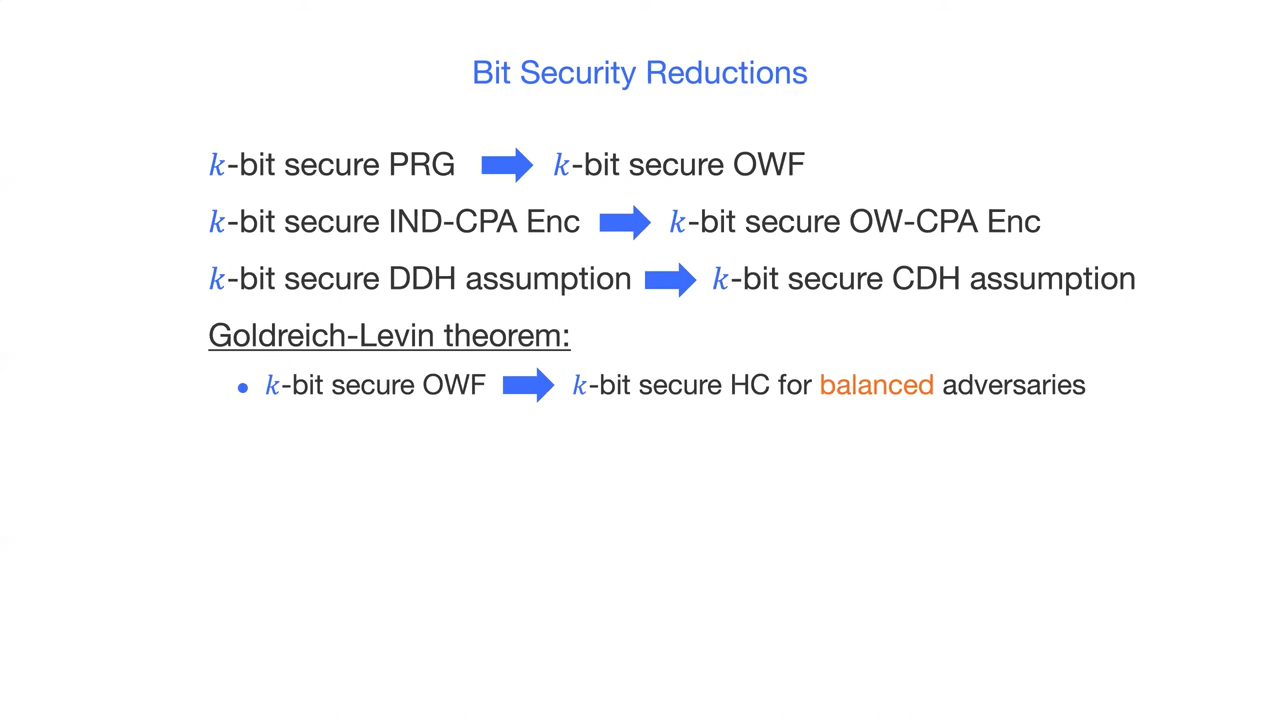 Bit Security Reductions
k-bit secure PRG k-bit secure OWF
k-bit secure IND-CPA Enc k-bit secure OW-CPA Enc
k-bit secure DDH assumption k-bit secure CDH assumption
Goldreich-Levin theorem:
• k-bit secure OWF k-bit secure HC for balanced adversaries